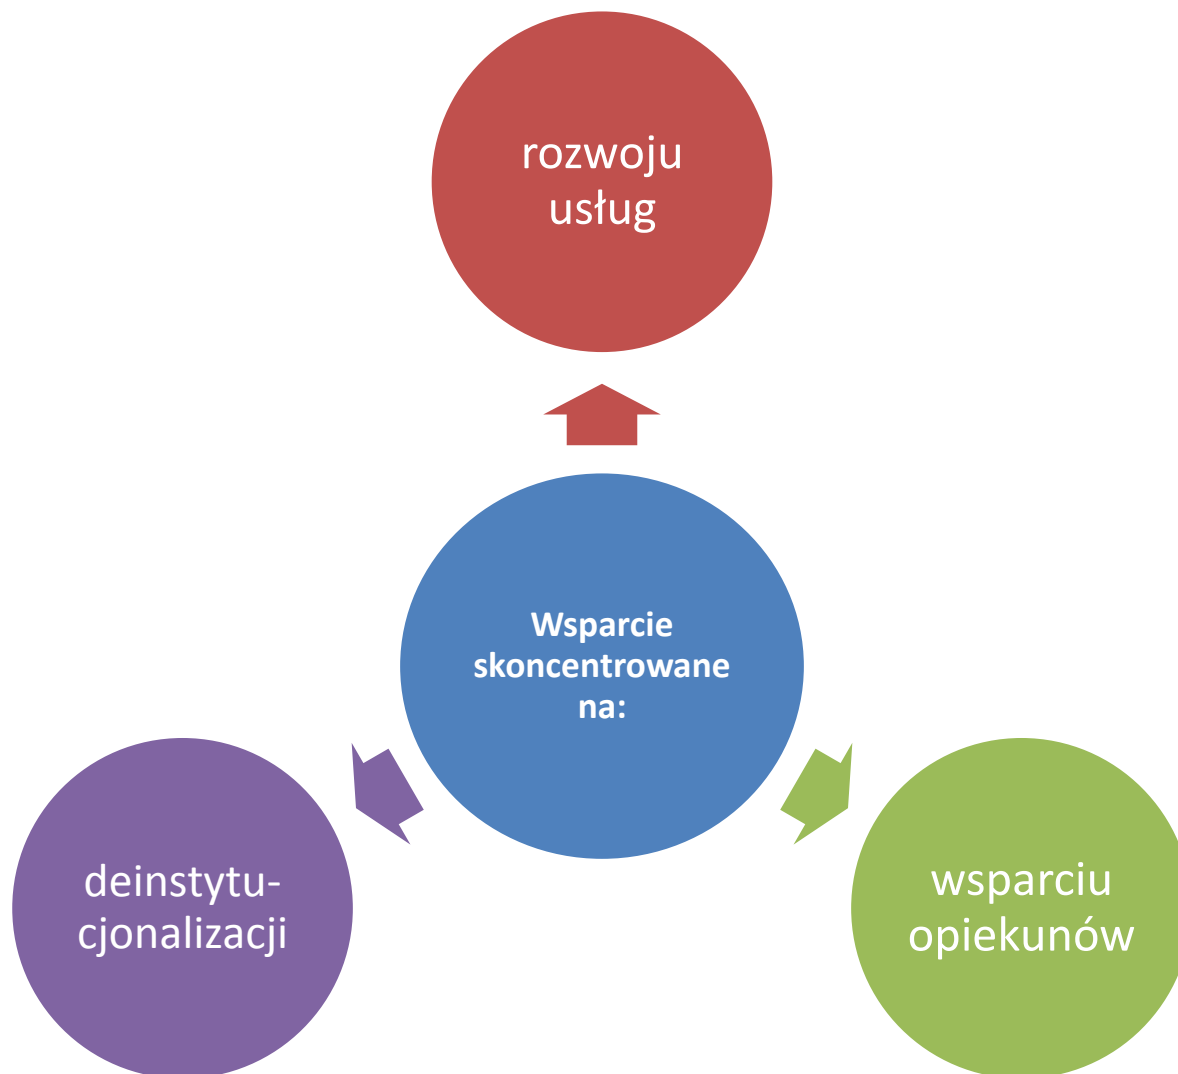 rozwoju
usług
Wsparcie
skoncentrowane
na:
deinstytu-
cjonalizacji
wsparciu
opiekunów